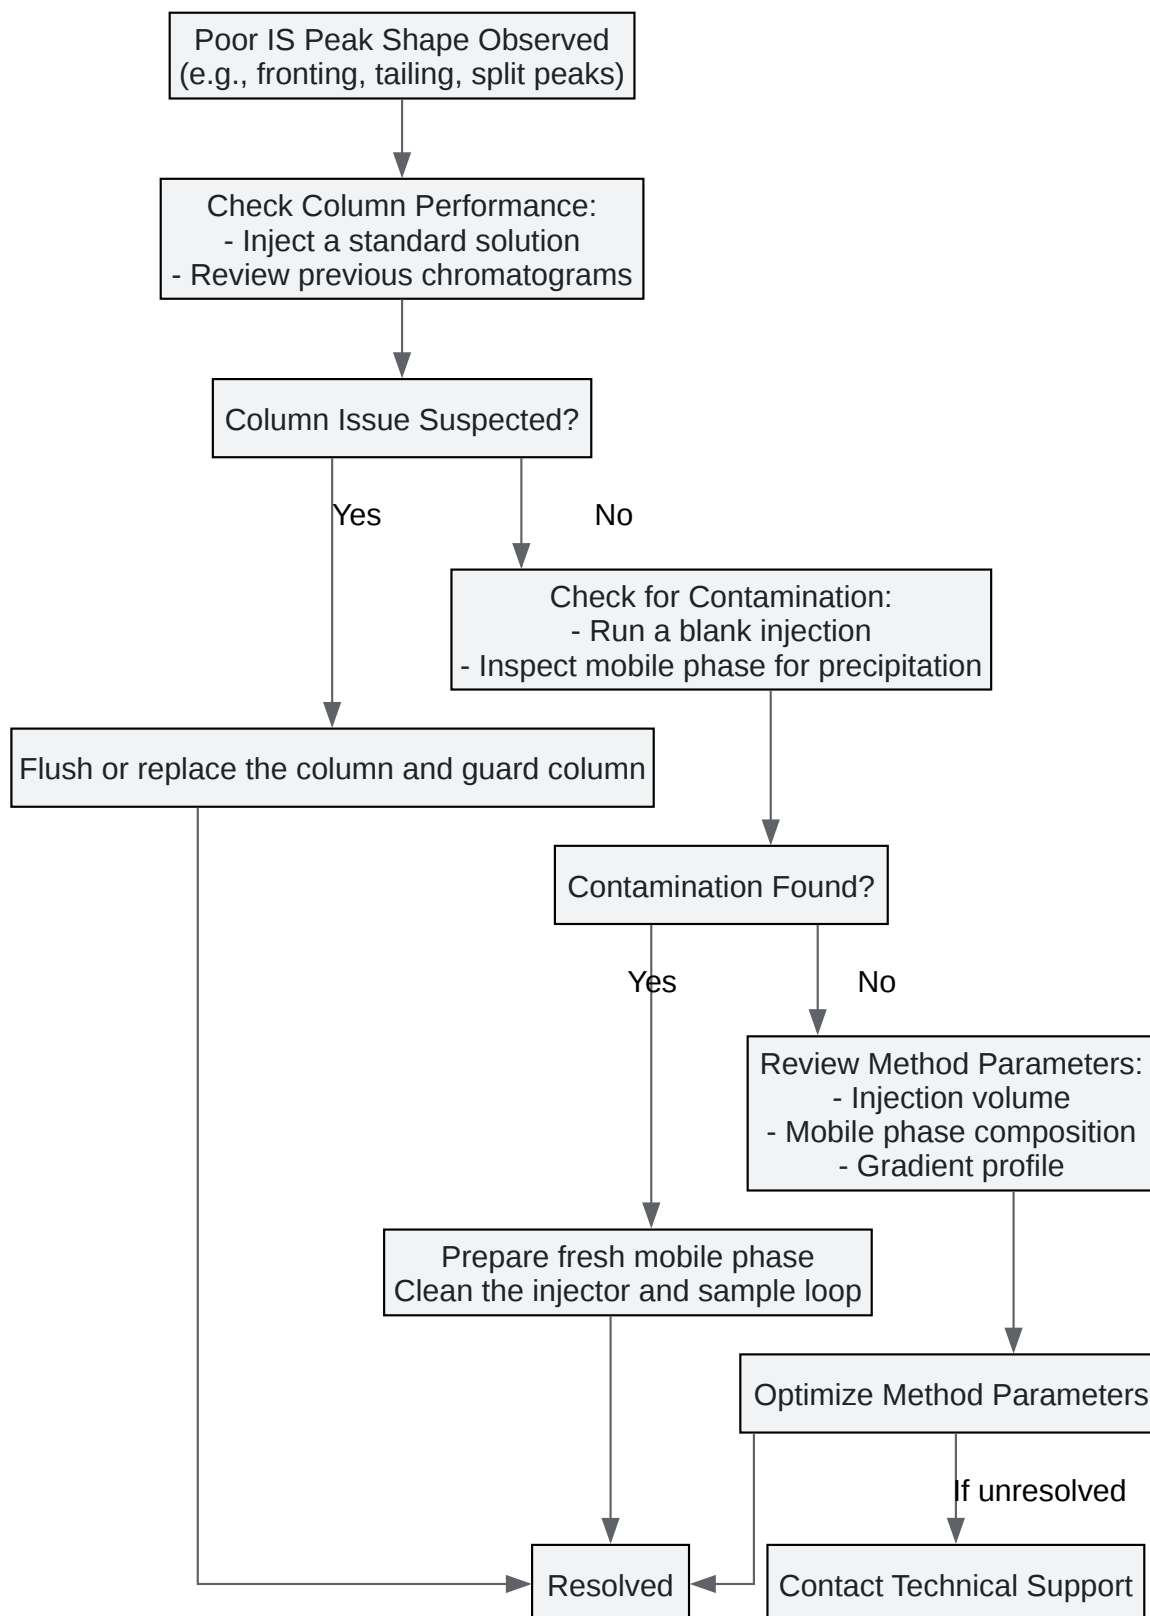 Poor IS Peak Shape Observed
(e.g., fronting, tailing, split peaks)
Check Column Performance:
- Inject a standard solution
- Review previous chromatograms
Column Issue Suspected?
Yes
No
Check for Contamination:
- Run a blank injection
- Inspect mobile phase for precipitation
Flush or replace the column and guard column
Contamination Found?
Yes
No
Review Method Parameters:
- Injection volume
- Mobile phase composition
- Gradient profile
Prepare fresh mobile phase
Clean the injector and sample loop
Optimize Method Parameters
If unresolved
Resolved
Contact Technical Support